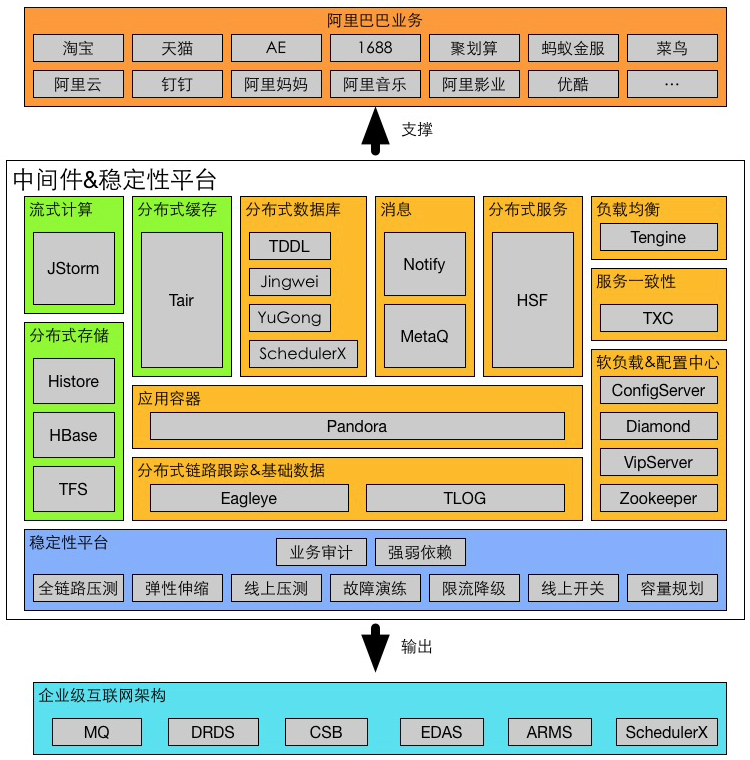 阿里巴巴业务
淘宝 天猫 AE 1688 聚划算 蚂蚁金服 菜鸟
阿里云 钉钉 阿里妈妈 阿里音乐 阿里影业 优酷 …
支撑
中间件&稳定性平台
流式计算
JStorm
分布式存储
Histore
HBase
TFS
分布式缓存
Tair
分布式数据库
TDDL
Jingwei
YuGong
SchedulerX
消息
Notify
MetaQ
分布式服务
HSF
负载均衡
Tengine
服务一致性
TXC
软负载&配置中心
ConfigServer
Diamond
VipServer
Zookeeper
应用容器
Pandora
分布式链路跟踪&基础数据
Eagleye TLOG
稳定性平台
业务审计 强弱依赖
全链路压测 弹性伸缩 线上压测 故障演练 限流降级 线上开关 容量规划
输出
企业级互联网架构
MQ DRDS CSB EDAS ARMS SchedulerX